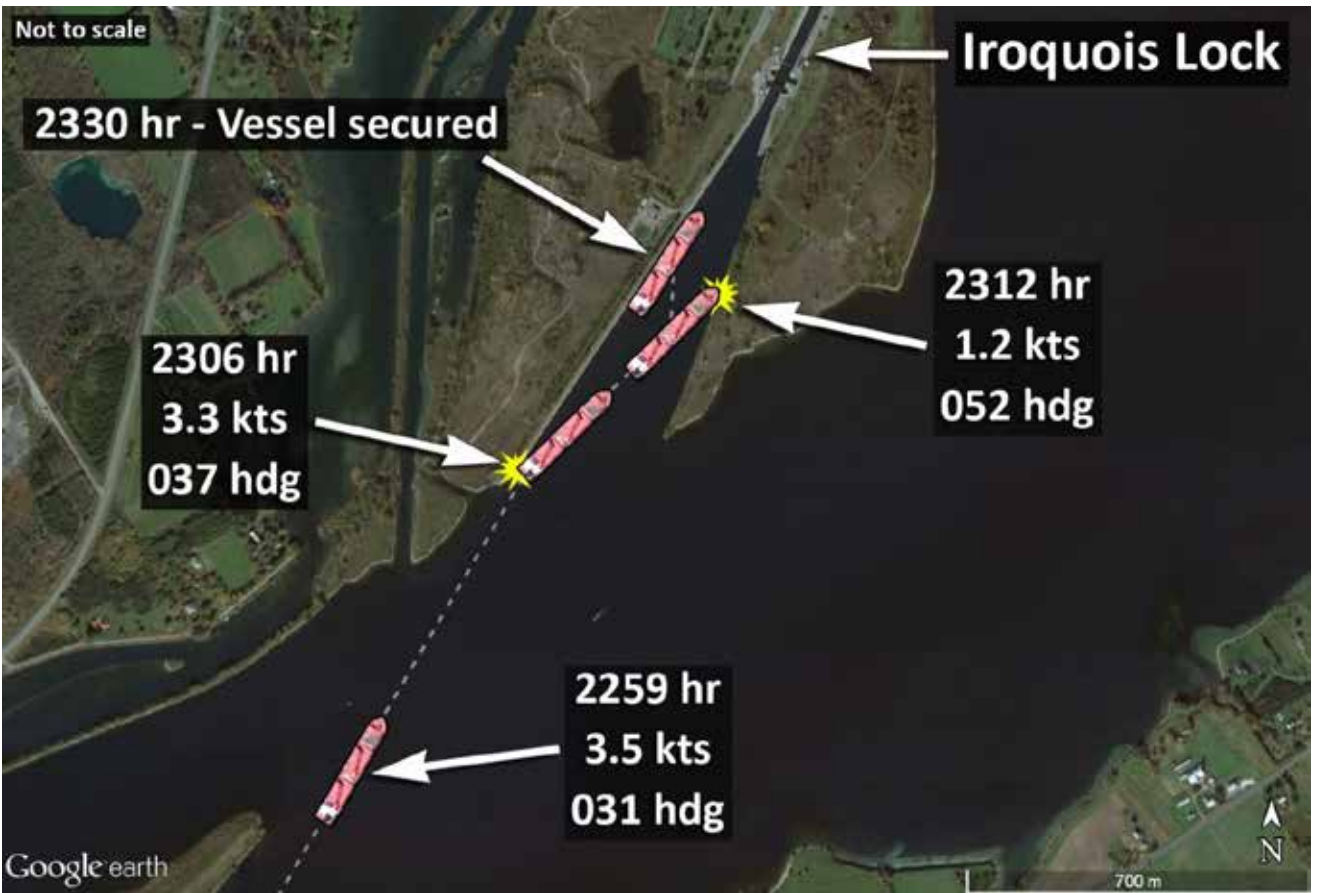 Not to scale
Iroquois Lock
2330 hr - Vessel secured
2312 hr
1.2 kts
052 hdg
2306 hr
3.3 kts
037 hdg
2259 hr
3.5 kts
031 hdg
N
Google earth
700 m